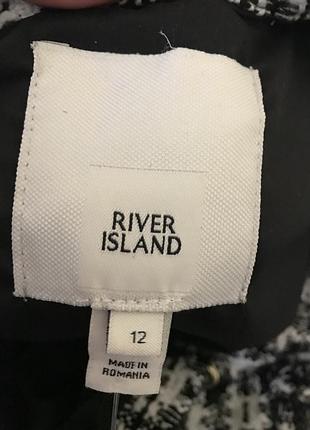 RIVER
ISLAND
12
MADE IN
ROMANIA